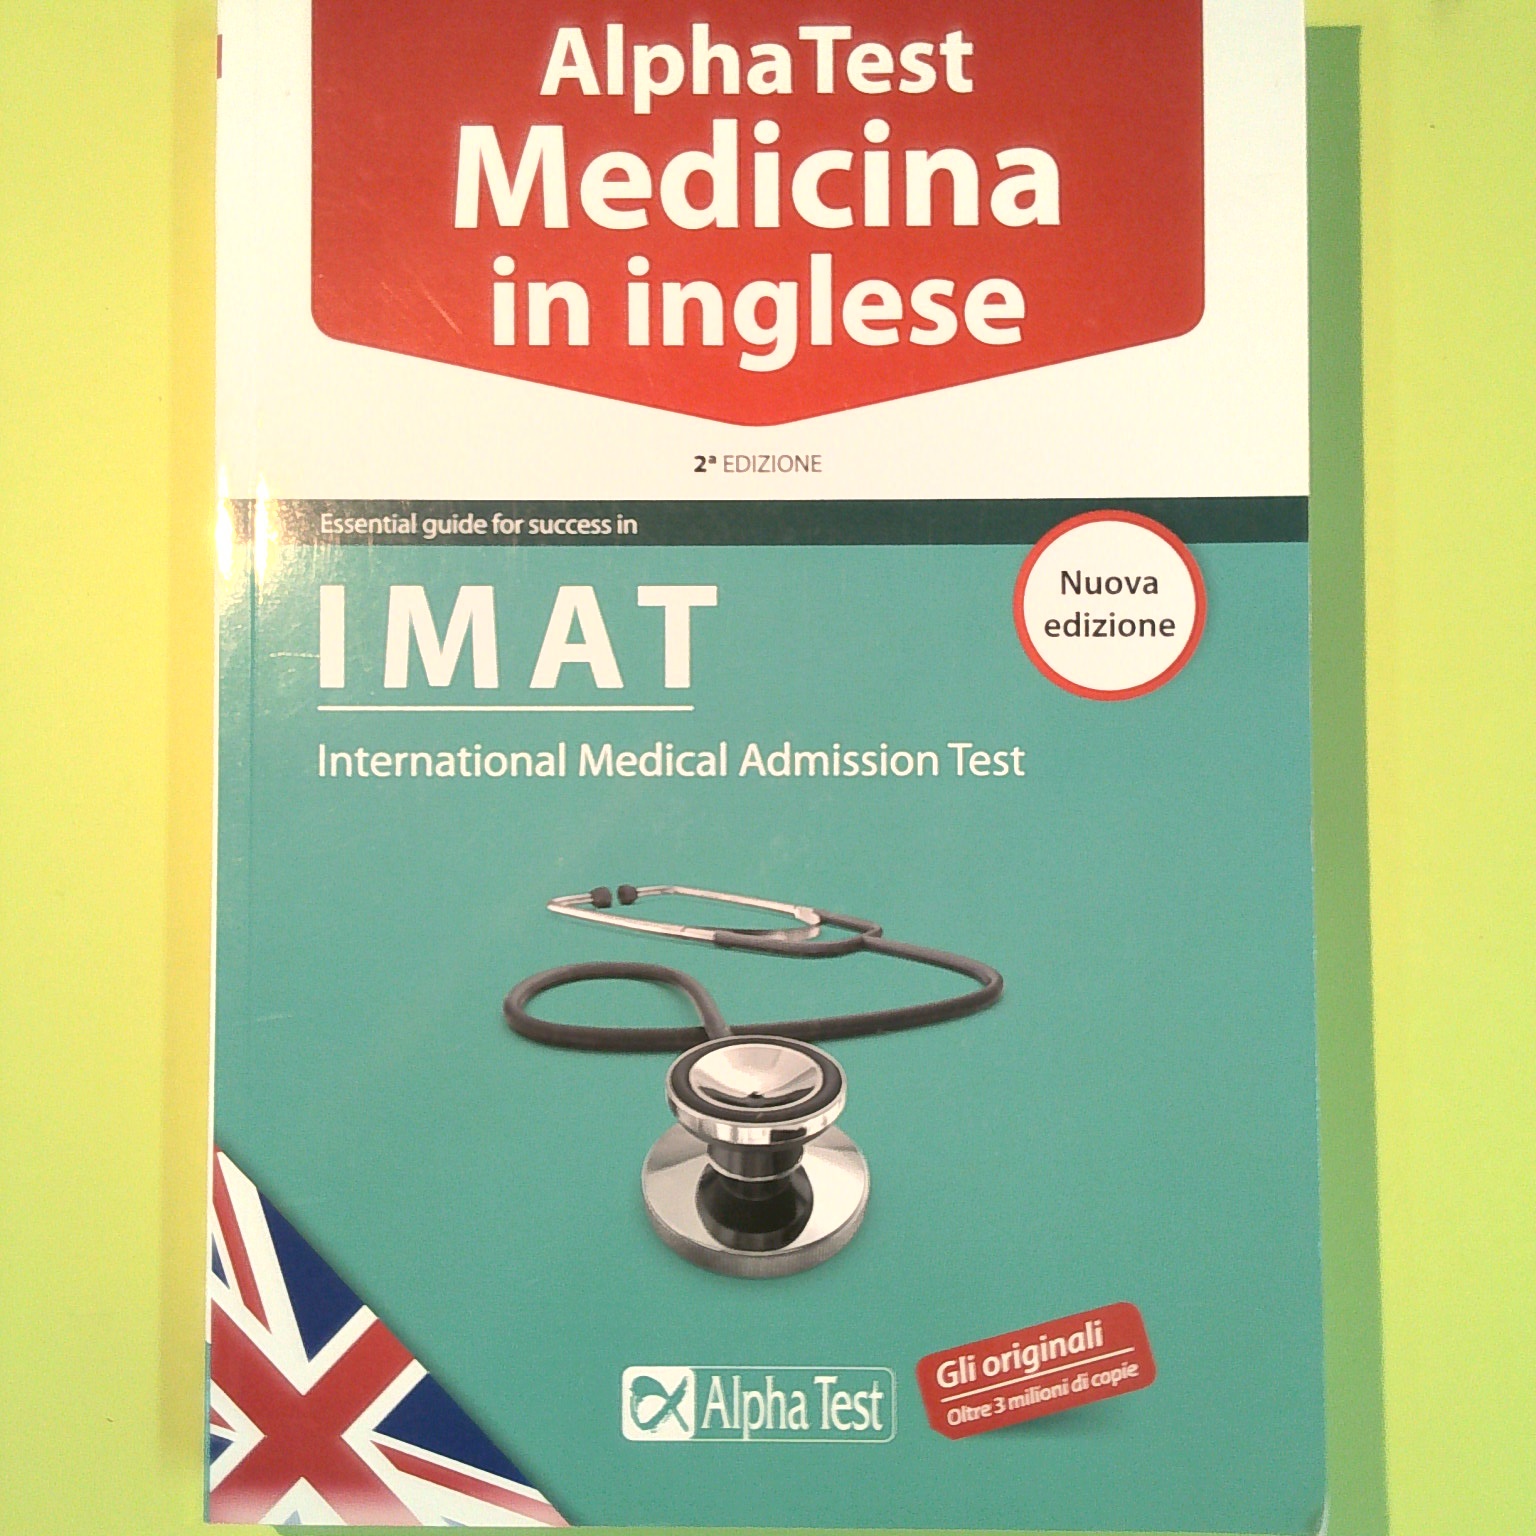 AlphaTest
Medicina
in inglese
2ª EDIZIONE
Essential guide for success in
IMAT
Nuova
edizione
International Medical Admission Test
Gli originali
Oltre 3 milioni di copie
Alpha Test